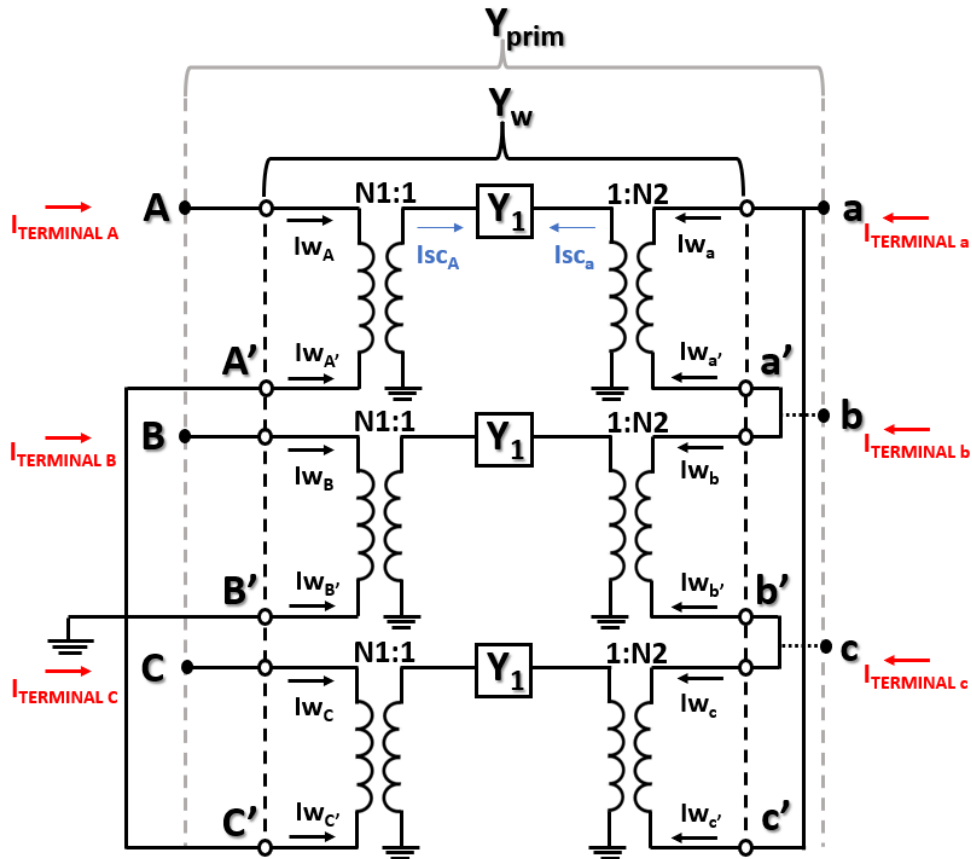 Yprim
Yw
N1:1 Y1 1:N2
A a
ITERMINAL A IwA IscA Isca Iwa ITERMINAL a
A' IwA' Iwa' a'
N1:1 Y1 1:N2
B b
ITERMINAL B IwB Iwb ITERMINAL b
B' IwB' Iwb' b'
N1:1 Y1 1:N2
C c
ITERMINAL C IwC Iwc ITERMINAL c
C' IwC' Iwc' c'